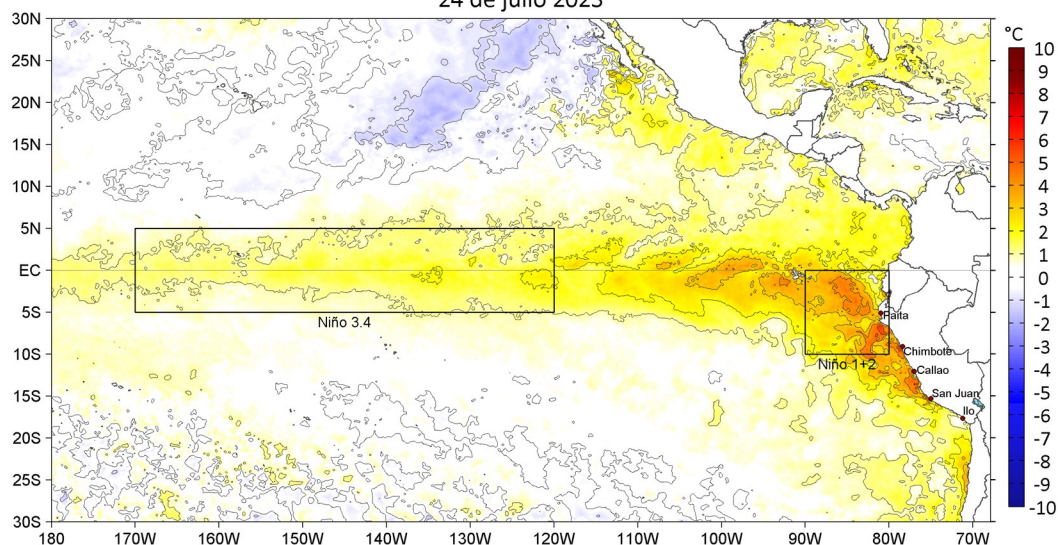 24 de julio 2023
°C
30N
25N
20N
15N
10N
5N
EC
5S
10S
15S
20S
25S
30S
180
170W
160W
150W
140W
130W
120W
110W
100W
90W
80W
70W
Niño 3.4
Niño 1+2
Paita
Chimbote
Callao
San Juan
Ilo
10
9
8
7
6
5
4
3
2
1
0
-1
-2
-3
-4
-5
-6
-7
-8
-9
-10